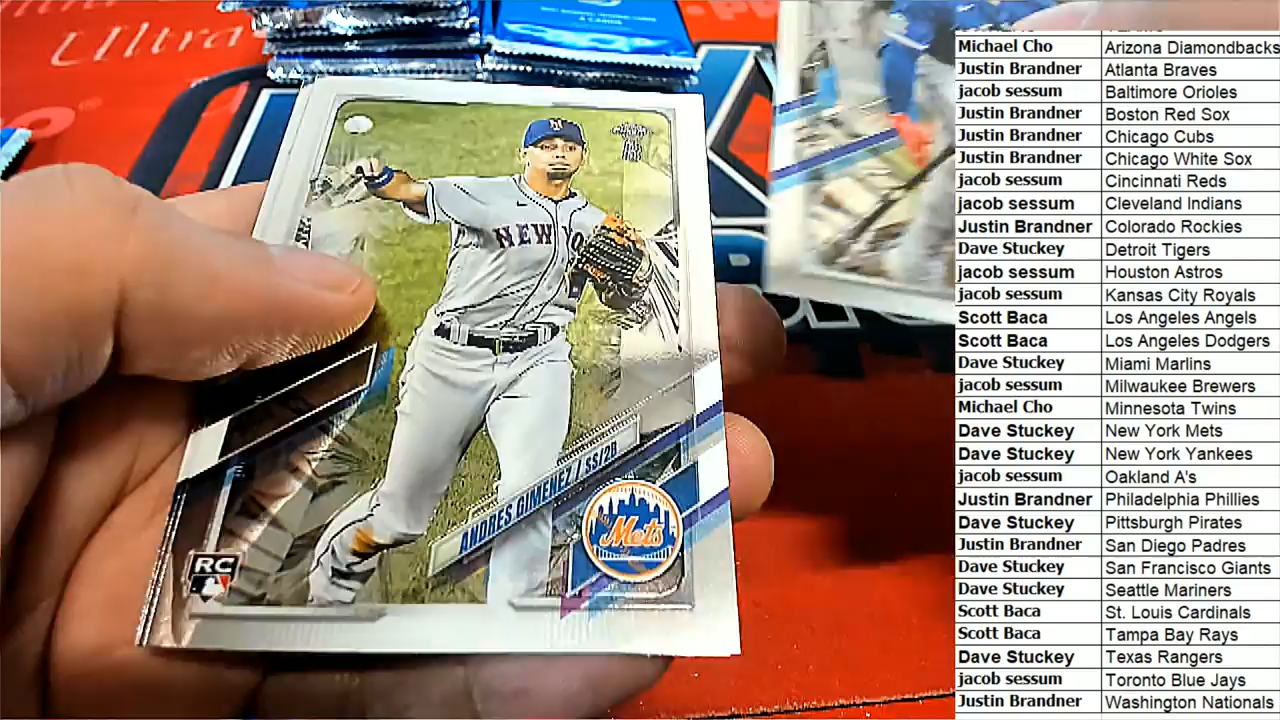 Ultra
4 CARDS
NEW YO
ANDRES GIMENEZ / SS/2B
Mets
RC
Michael Cho Arizona Diamondbacks
Justin Brandner Atlanta Braves
jacob sessum Baltimore Orioles
Justin Brandner Boston Red Sox
Justin Brandner Chicago Cubs
Justin Brandner Chicago White Sox
jacob sessum Cincinnati Reds
jacob sessum Cleveland Indians
Justin Brandner Colorado Rockies
Dave Stuckey Detroit Tigers
jacob sessum Houston Astros
jacob sessum Kansas City Royals
Scott Baca Los Angeles Angels
Scott Baca Los Angeles Dodgers
Dave Stuckey Miami Marlins
jacob sessum Milwaukee Brewers
Michael Cho Minnesota Twins
Dave Stuckey New York Mets
Dave Stuckey New York Yankees
jacob sessum Oakland A's
Justin Brandner Philadelphia Phillies
Dave Stuckey Pittsburgh Pirates
Justin Brandner San Diego Padres
Dave Stuckey San Francisco Giants
Dave Stuckey Seattle Mariners
Scott Baca St. Louis Cardinals
Scott Baca Tampa Bay Rays
Dave Stuckey Texas Rangers
jacob sessum Toronto Blue Jays
Justin Brandner Washington Nationals